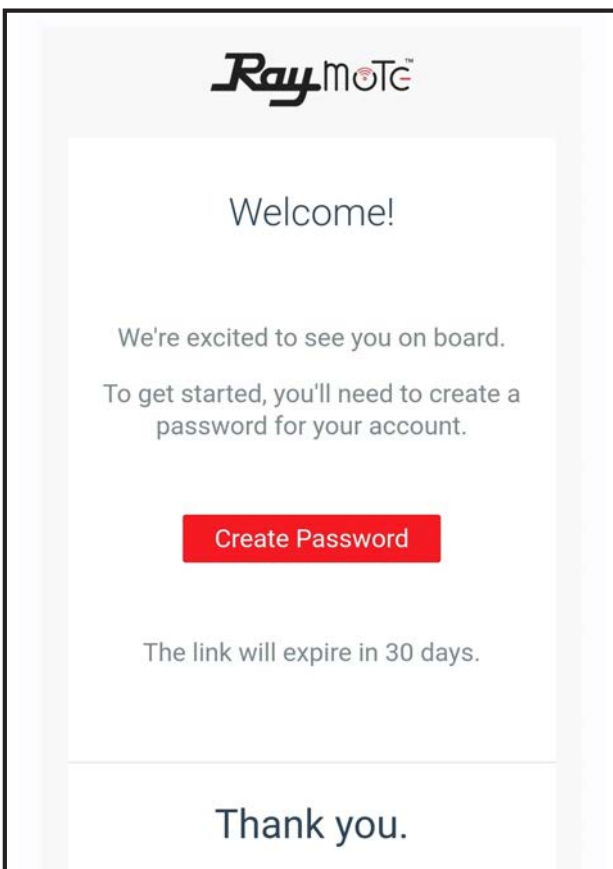 RaymoTe™
Welcome!
We're excited to see you on board.
To get started, you'll need to create a
password for your account.
Create Password
The link will expire in 30 days.
Thank you.